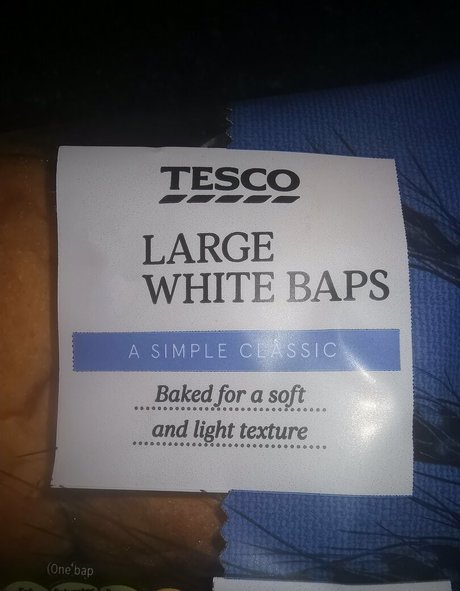 TESCO
LARGE
WHITE BAPS
A SIMPLE CLASSIC
Baked for a soft
and light texture
(One bap